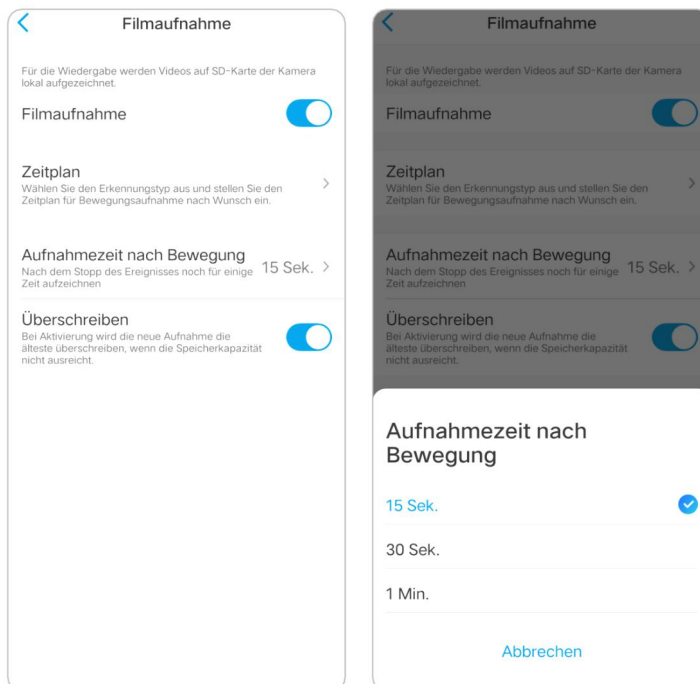 Filmaufnahme
Für die Wiedergabe werden Videos auf SD-Karte der Kamera
lokal aufgezeichnet.
Filmaufnahme
Zeitplan
Wählen Sie den Erkennungstyp aus und stellen Sie den
Zeitplan für Bewegungsaufnahme nach Wunsch ein.
Aufnahmezeit nach Bewegung
Nach dem Stopp des Ereignisses noch für einige
Zeit aufzeichnen
15 Sek.
Überschreiben
Bei Aktivierung wird die neue Aufnahme die
älteste überschreiben, wenn die Speicherkapazität
nicht ausreicht.
Filmaufnahme
Für die Wiedergabe werden Videos auf SD-Karte der Kamera
lokal aufgezeichnet.
Filmaufnahme
Zeitplan
Wählen Sie den Erkennungstyp aus und stellen Sie den
Zeitplan für Bewegungsaufnahme nach Wunsch ein.
Aufnahmezeit nach Bewegung
Nach dem Stopp des Ereignisses noch für einige
Zeit aufzeichnen
15 Sek.
Überschreiben
Bei Aktivierung wird die neue Aufnahme die
älteste überschreiben, wenn die Speicherkapazität
nicht ausreicht.
Aufnahmezeit nach
Bewegung
15 Sek.
30 Sek.
1 Min.
Abbrechen